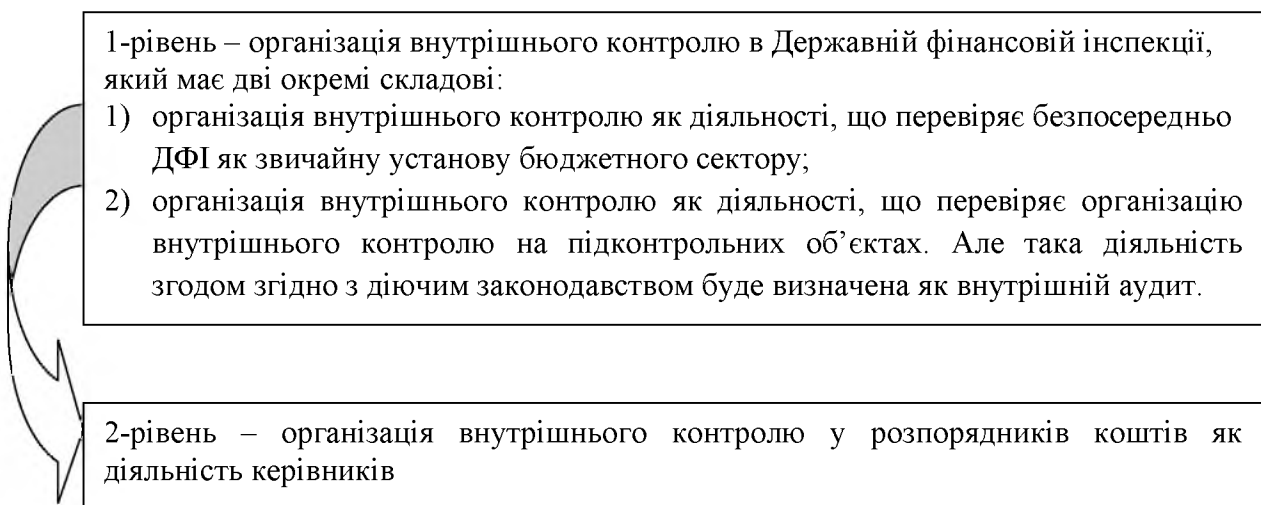 1-рівень – організація внутрішнього контролю в Державній фінансовій інспекції,
який має дві окремі складові:
1) організація внутрішнього контролю як діяльності, що перевіряє безпосередньо
ДФІ як звичайну установу бюджетного сектору;
2) організація внутрішнього контролю як діяльності, що перевіряє організацію
внутрішнього контролю на підконтрольних об’єктах. Але така діяльність
згодом згідно з діючим законодавством буде визначена як внутрішній аудит.
2-рівень – організація внутрішнього контролю у розпорядників коштів як
діяльність керівників